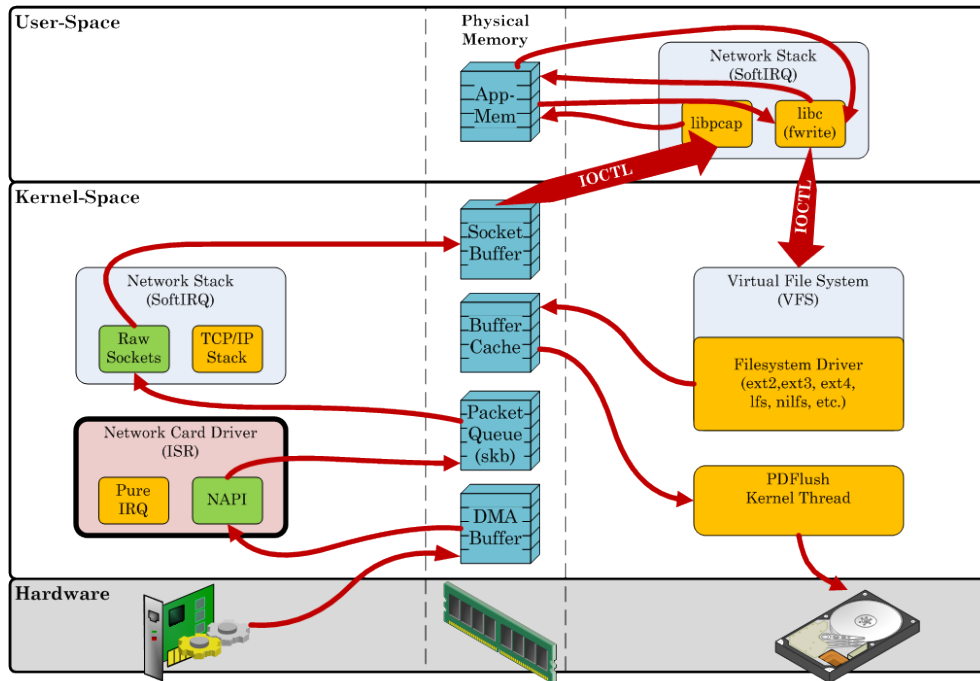 User-Space
Physical
Memory
Network Stack
(SoftIRQ)
App-
Mem
libpcap
libc
(fwrite)
IOCTL
IOCTL
Kernel-Space
Socket
Buffer
Network Stack
(SoftIRQ)
Raw
Sockets
TCP/IP
Stack
Buffer
Cache
Virtual File System
(VFS)
Filesystem Driver
(ext2,ext3, ext4,
lfs, nilfs, etc.)
Packet
Queue
(skb)
Network Card Driver
(ISR)
Pure
IRQ
NAPI
DMA
Buffer
PDFlush
Kernel Thread
Hardware